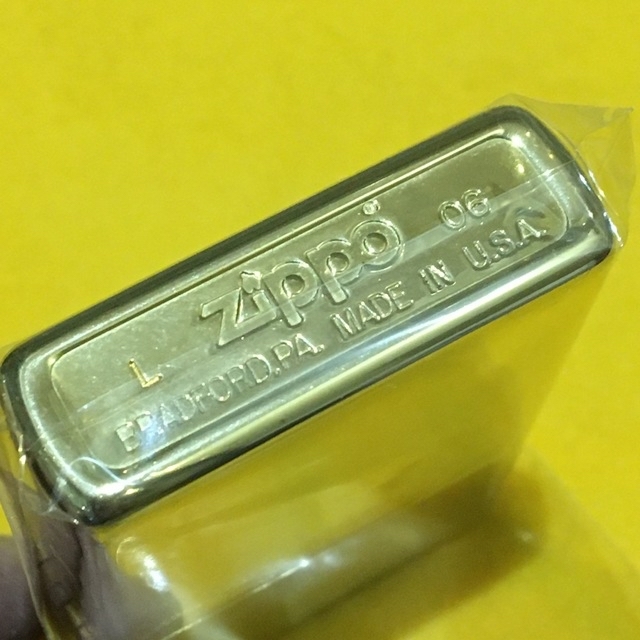 L zippo 06
BRADFORD,PA. MADE IN U.S.A.